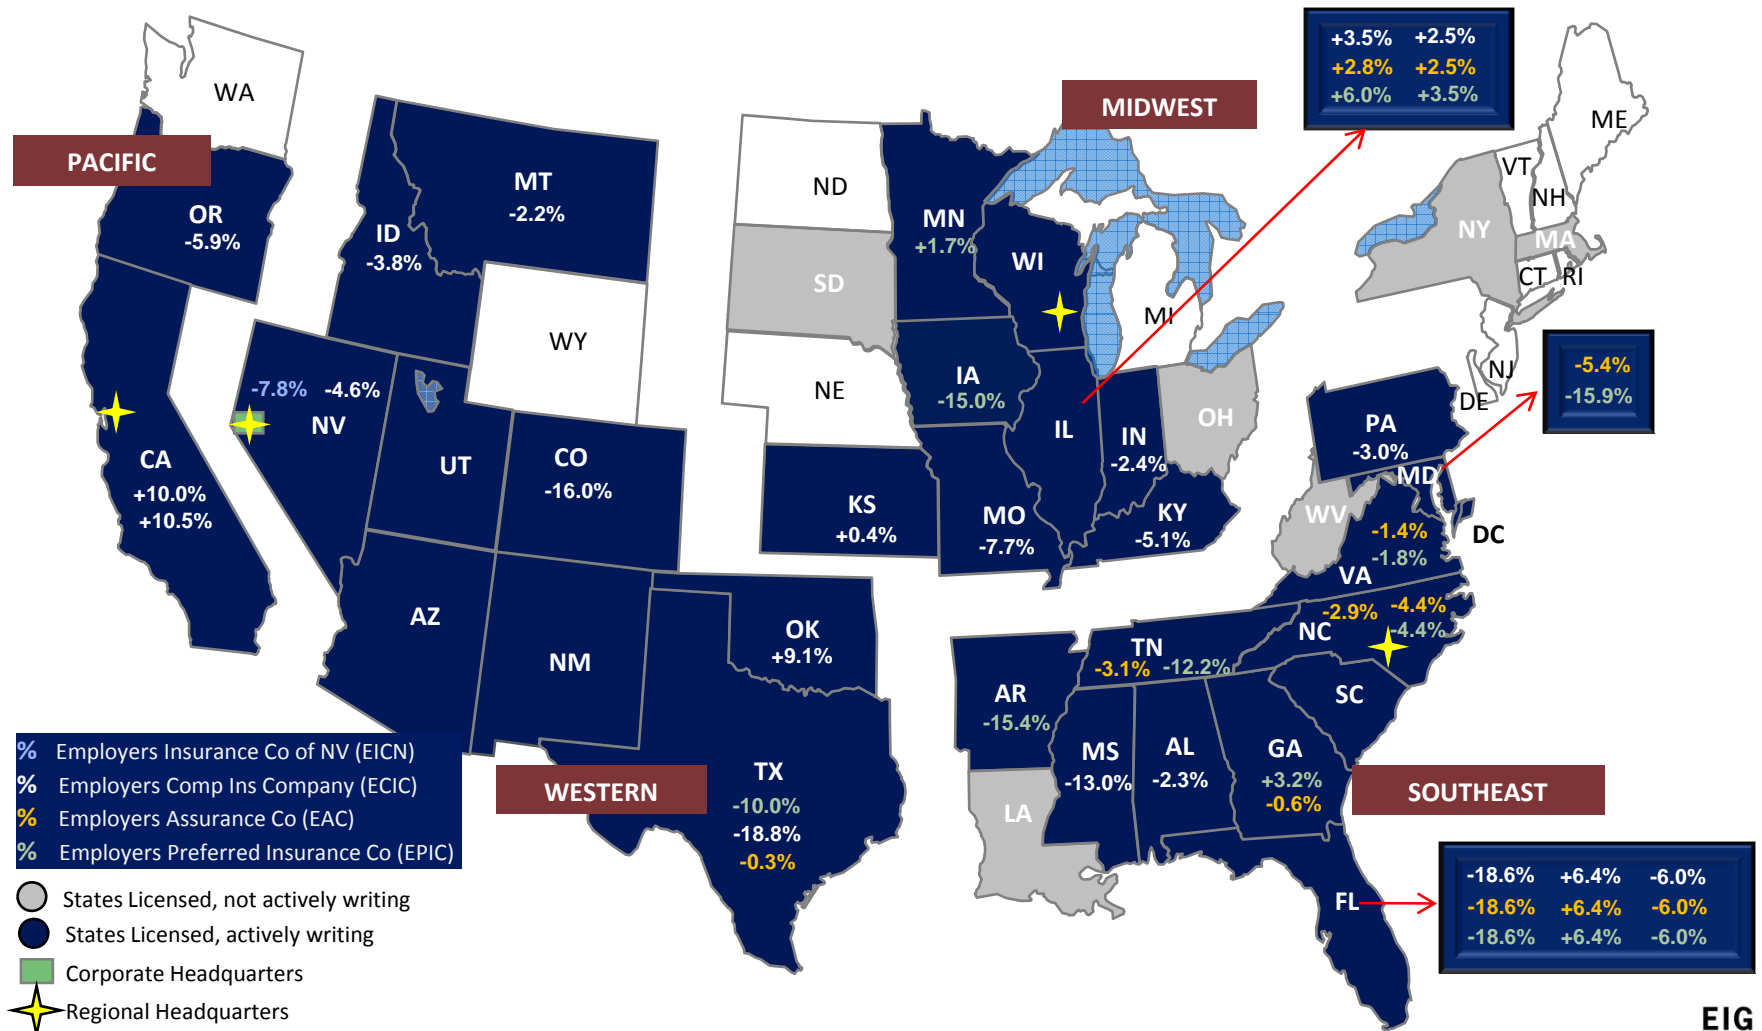 WA
PACIFIC
OR
-5.9%
ID
-3.8%
MT
-2.2%
WY
CA
+10.0%
+10.5%
-7.8% -4.6%
NV
UT
CO
-16.0%
AZ
NM
OK
+9.1%
WESTERN
TX
-10.0%
-18.8%
-0.3%
MIDWEST
ND
SD
NE
MN
+1.7%
WI
MI
IA
-15.0%
IL
IN
-2.4%
OH
KS
+0.4%
MO
-7.7%
KY
-5.1%
+3.5% +2.5%
+2.8% +2.5%
+6.0% +3.5%
ME
VT
NH
NY
MA
CT
RI
NJ
DE
-5.4%
-15.9%
PA
-3.0%
MD
DC
WV
-1.4%
-1.8%
VA
-2.9% -4.4%
NC
-4.4%
TN
-3.1% -12.2%
SC
AR
-15.4%
MS
-13.0%
AL
-2.3%
GA
+3.2%
-0.6%
LA
SOUTHEAST
FL
-18.6% +6.4% -6.0%
-18.6% +6.4% -6.0%
-18.6% +6.4% -6.0%
% Employers Insurance Co of NV (EICN)
% Employers Comp Ins Company (ECIC)
% Employers Assurance Co (EAC)
% Employers Preferred Insurance Co (EPIC)
States Licensed, not actively writing
States Licensed, actively writing
Corporate Headquarters
Regional Headquarters
EIG